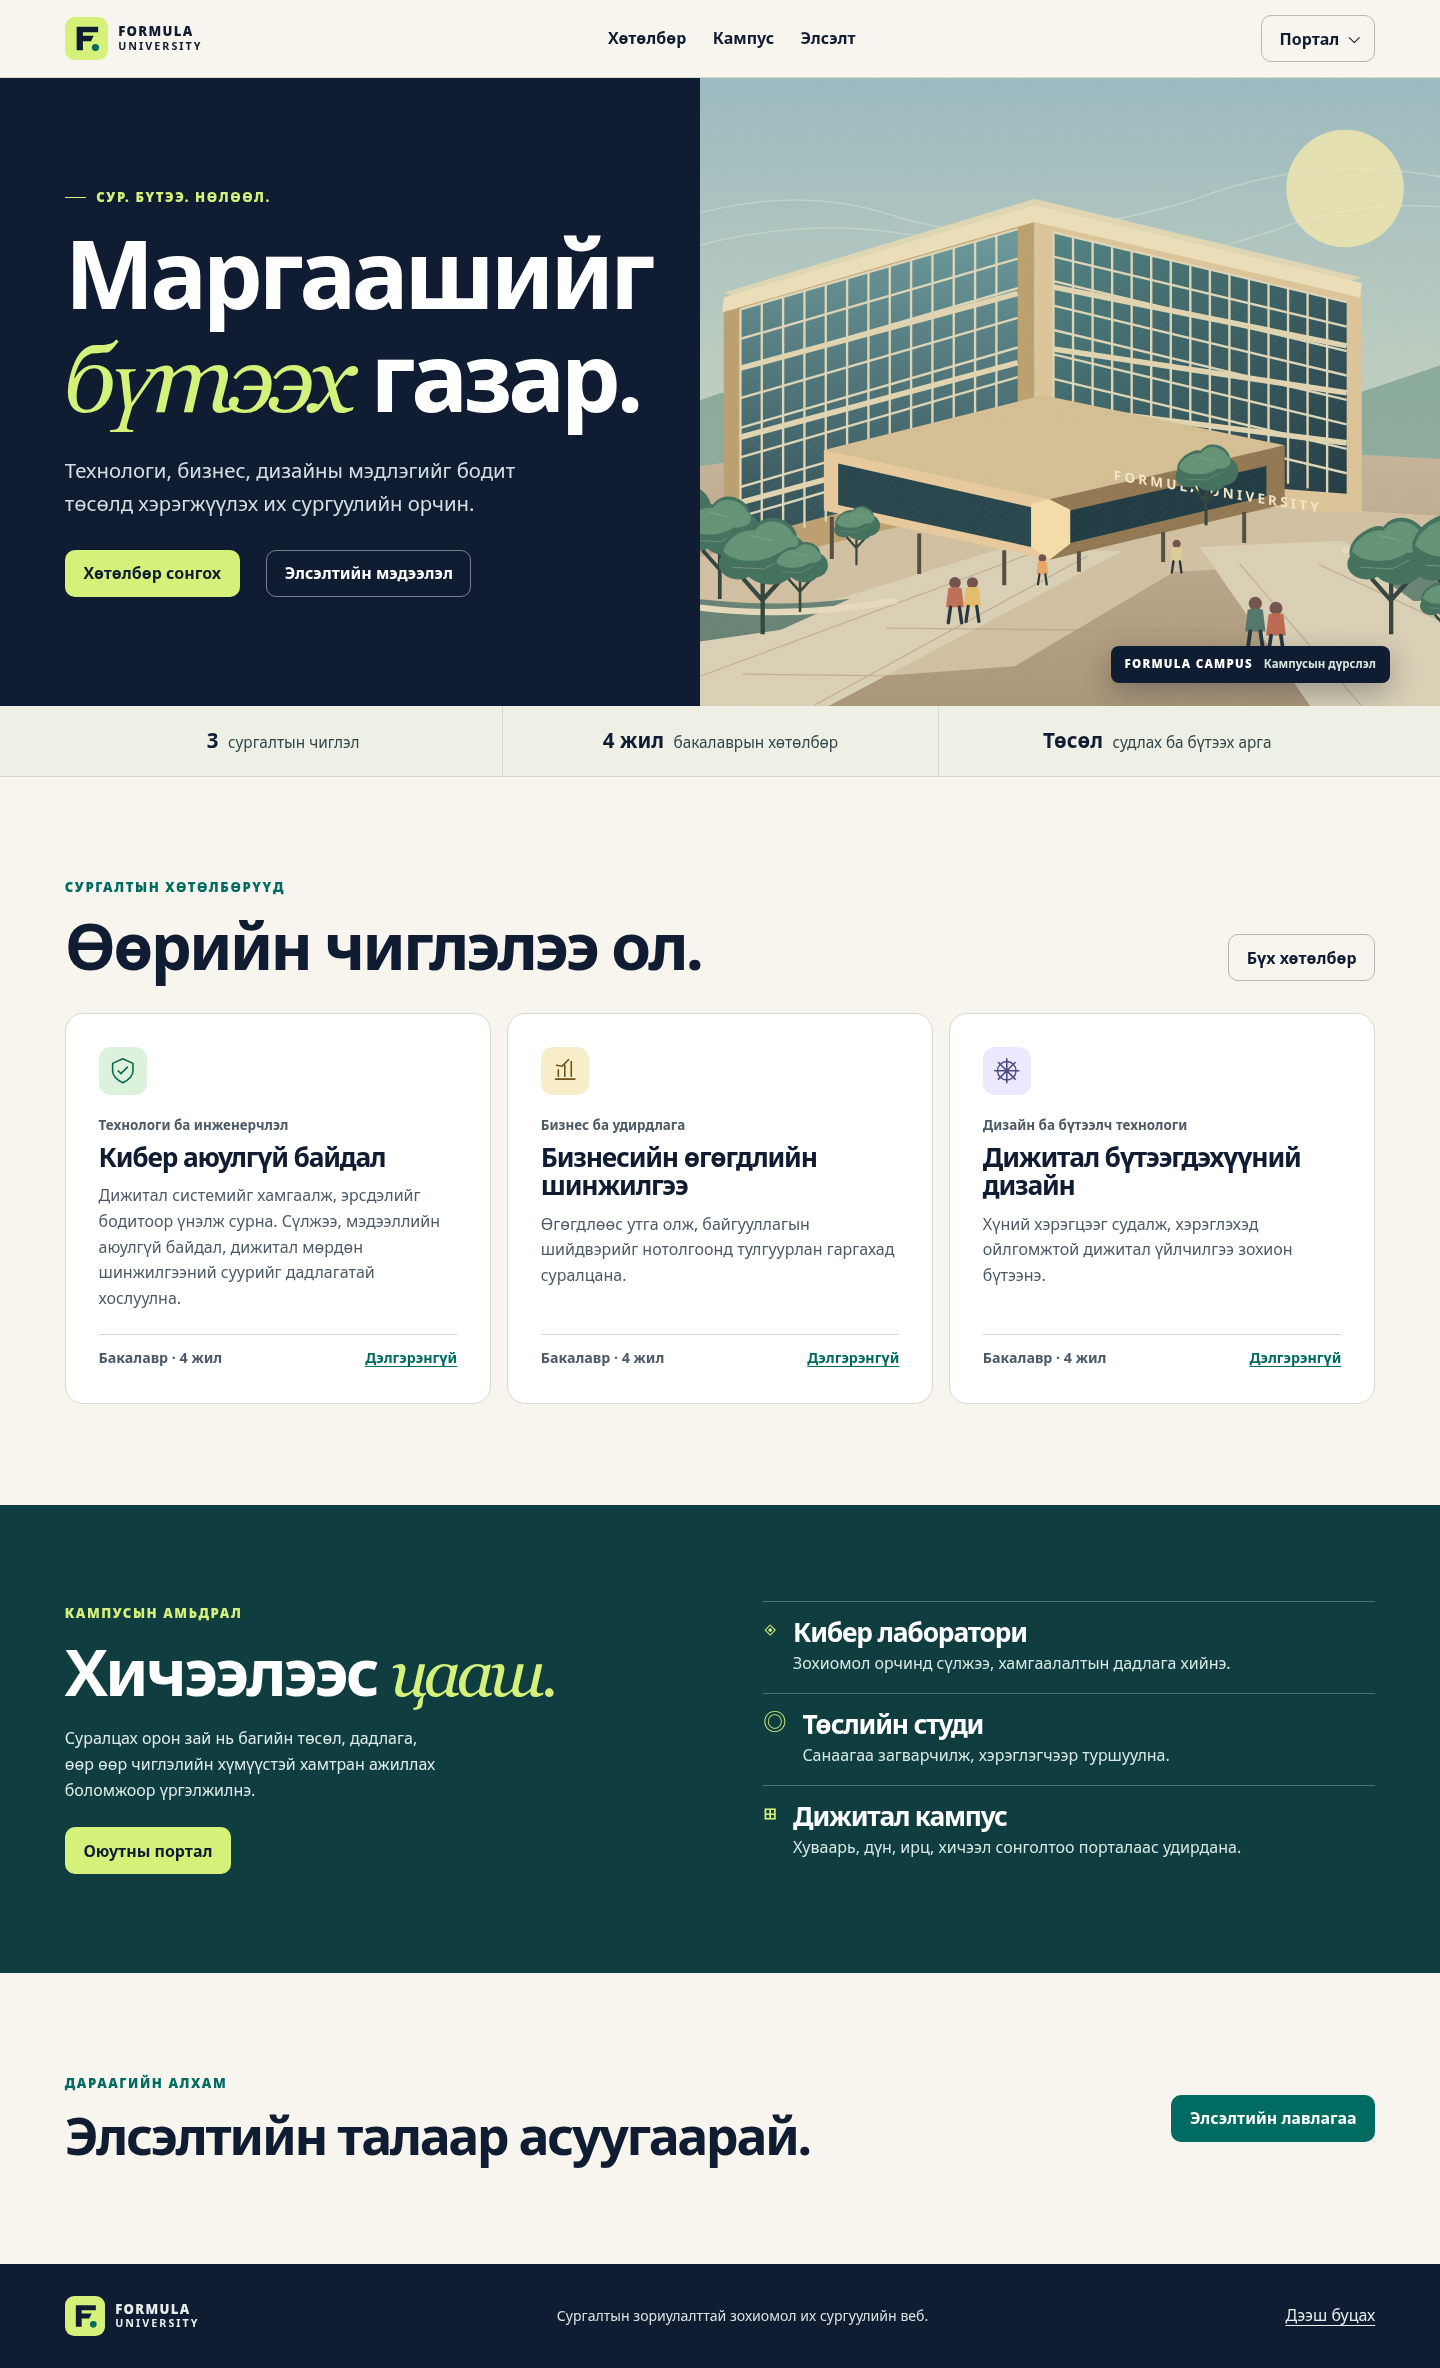 FORMULA
UNIVERSITY
Хөтөлбөр Кампус Элсэлт
Портал
СУР. БҮТЭЭ. НӨЛӨӨЛ.
Маргаашийг
бүтээх газар.
Технологи, бизнес, дизайны мэдлэгийг бодит
төсөлд хэрэгжүүлэх их сургуулийн орчин.
Хөтөлбөр сонгох
Элсэлтийн мэдээлэл
FORMULA UNIVERSITY
FORMULA CAMPUS Кампусын дүрслэл
3 сургалтын чиглэл
4 жил бакалаврын хөтөлбөр
Төсөл судлах ба бүтээх арга
СУРГАЛТЫН ХӨТӨЛБӨРҮҮД
Өөрийн чиглэлээ ол.
Бүх хөтөлбөр
Технологи ба инженерчлэл
Кибер аюулгүй байдал
Дижитал системийг хамгаалж, эрсдэлийг
бодитоор үнэлж сурна. Сүлжээ, мэдээллийн
аюулгүй байдал, дижитал мөрдөн
шинжилгээний суурийг дадлагатай
хослуулна.
Бакалавр · 4 жил
Дэлгэрэнгүй
Бизнес ба удирдлага
Бизнесийн өгөгдлийн
шинжилгээ
Өгөгдлөөс утга олж, байгууллагын
шийдвэрийг нотолгоонд тулгуурлан гаргахад
суралцана.
Бакалавр · 4 жил
Дэлгэрэнгүй
Дизайн ба бүтээлч технологи
Дижитал бүтээгдэхүүний
дизайн
Хүний хэрэгцээг судалж, хэрэглэхэд
ойлгомжтой дижитал үйлчилгээ зохион
бүтээнэ.
Бакалавр · 4 жил
Дэлгэрэнгүй
КАМПУСЫН АМЬДРАЛ
Хичээлээс цааш.
Суралцах орон зай нь багийн төсөл, дадлага,
өөр өөр чиглэлийн хүмүүстэй хамтран ажиллах
боломжоор үргэлжилнэ.
Оюутны портал
Кибер лаборатори
Зохиомол орчинд сүлжээ, хамгаалалтын дадлага хийнэ.
Төслийн студи
Санаагаа загварчилж, хэрэглэгчээр туршуулна.
Дижитал кампус
Хуваарь, дүн, ирц, хичээл сонголтоо порталаас удирдана.
ДАРААГИЙН АЛХАМ
Элсэлтийн талаар асуугаарай.
Элсэлтийн лавлагаа
FORMULA
UNIVERSITY
Сургалтын зориулалттай зохиомол их сургуулийн веб.
Дээш буцах